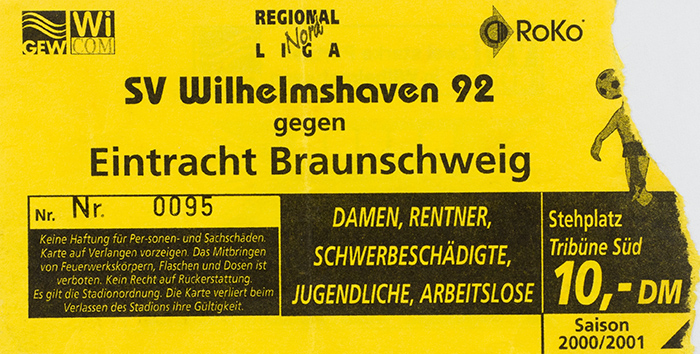 GEW Wi COM
REGIONAL
Nord
LIGA
RoKo
SV Wilhelmshaven 92
gegen
Eintracht Braunschweig
Nr. Nr. 0095
Keine Haftung für Per-sonen- und Sachschäden.
Karte auf Verlangen vorzeigen. Das Mitbringen
von Feuerwerkskörpern, Flaschen und Dosen ist
verboten. Kein Recht auf Rückerstattung.
Es gilt die Stadionordnung. Die Karte verliert beim
Verlassen des Stadions ihre Gültigkeit.
DAMEN, RENTNER,
SCHWERBESCHÄDIGTE,
JUGENDLICHE, ARBEITSLOSE
Stehplatz
Tribüne Süd
10,- DM
Saison
2000/2001